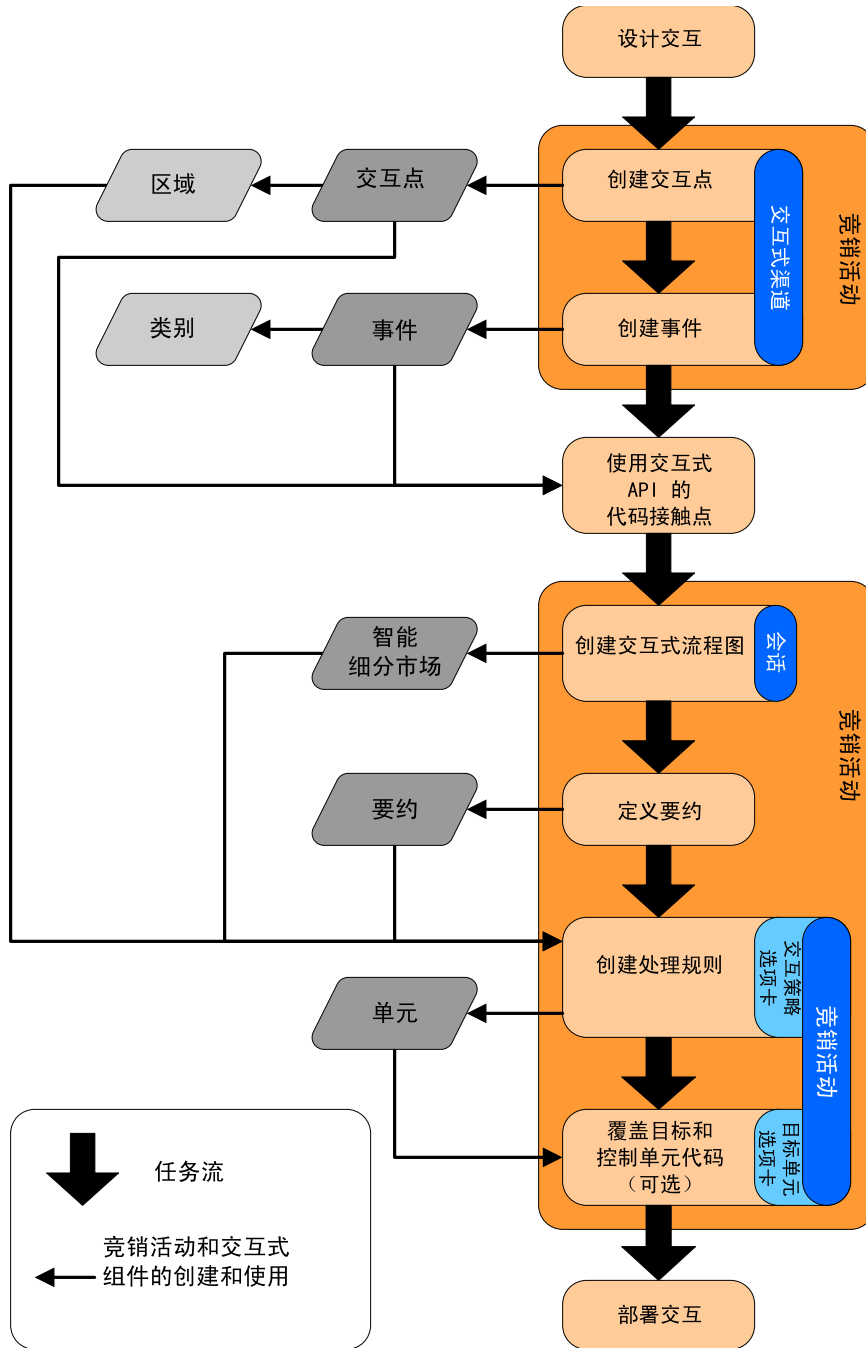 设计交互
区域
交互点
创建交互点
交互式渠道
竞销活动
类别
事件
创建事件
使用交互式
API 的
代码接触点
智能
细分市场
创建交互式流程图
会话
竞销活动
要约
定义要约
创建处理规则
交互策略
选项卡
竞销活动
单元
覆盖目标和
控制单元代码
（可选）
目标单元
选项卡
任务流
竞销活动和交互式
组件的创建和使用
部署交互